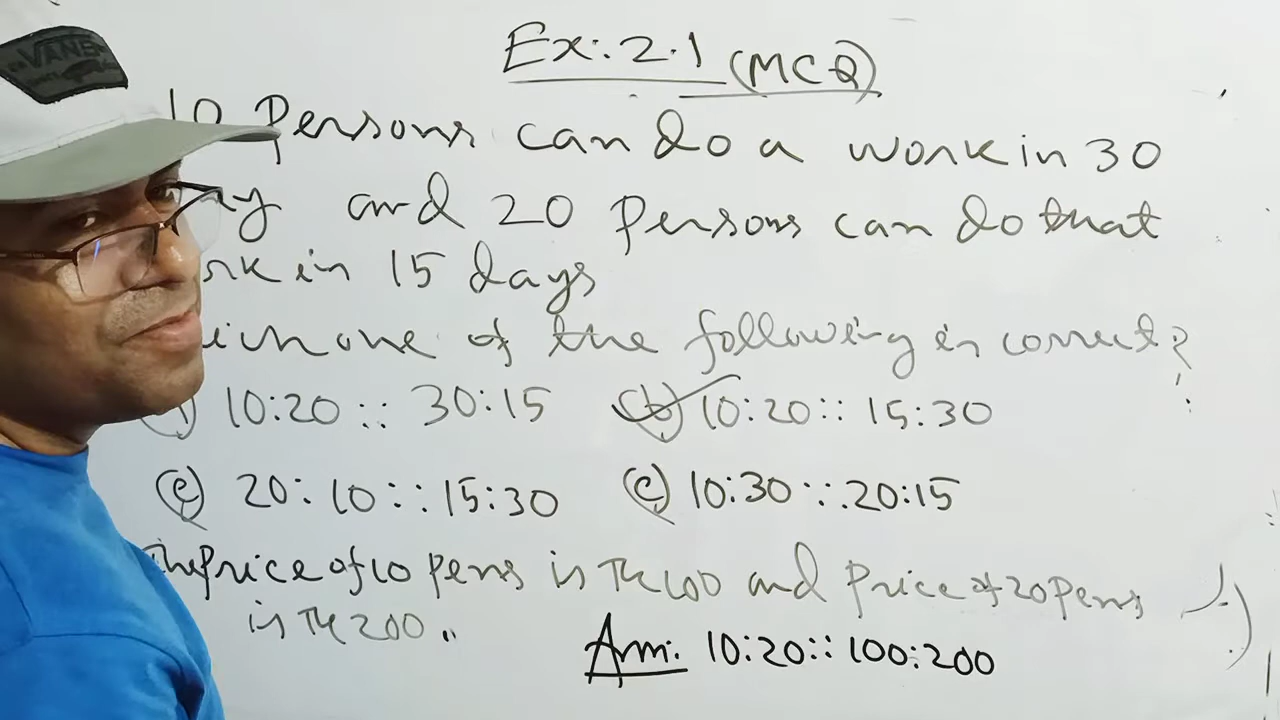 VANS
Ex:. 2.1 (MCQ)
10 Persons can do a work in 30
and 20 Persons can do that
in 15 days
one of the following is correct?
10:20 :: 30:15 (b) 10:20 :: 15:30
(c) 20:10 :: 15:30 (c) 10:30 :: 20:15
The Price of 10 pens is Tk 100 and Price of 20 Pens
is Tk 200
Ans: 10:20 :: 100:200